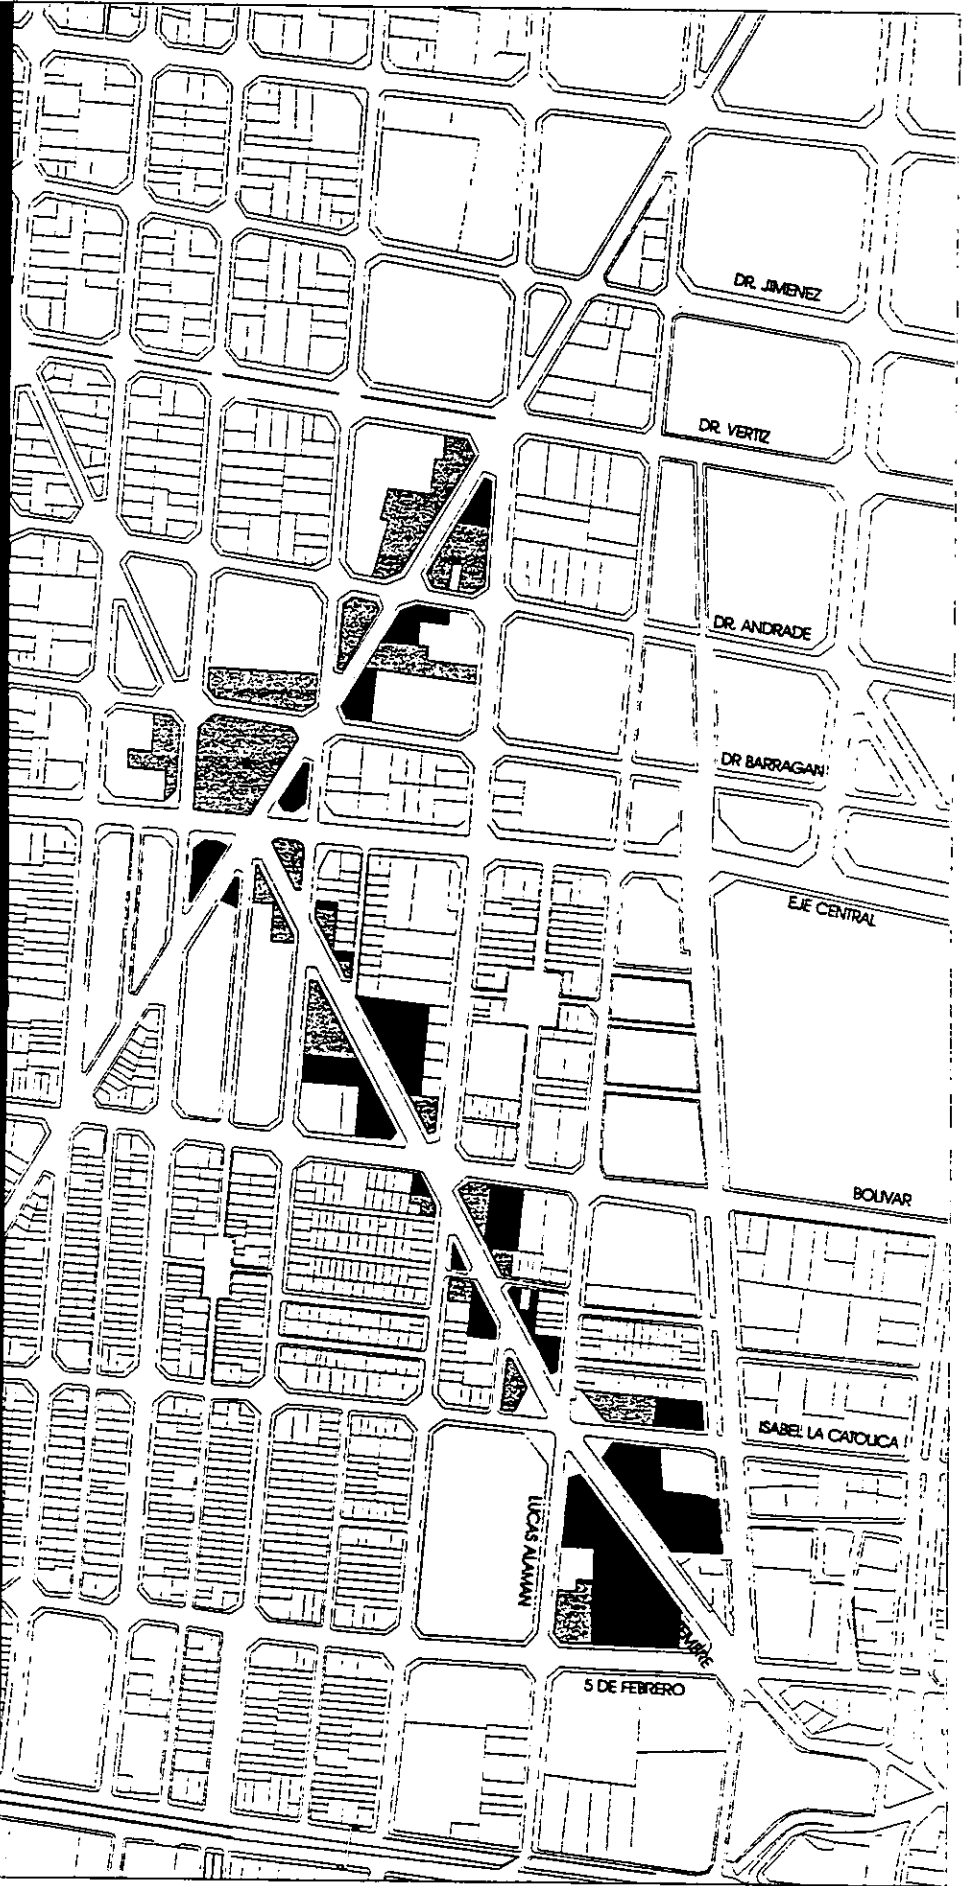 DR. JIMENEZ
DR. VERTIZ
DR. ANDRADE
DR BARRAGAN
EJE CENTRAL
BOLIVAR
ISABEL LA CATOLICA
LUCAS ALAMAN
EMBRE
5 DE FEBRERO